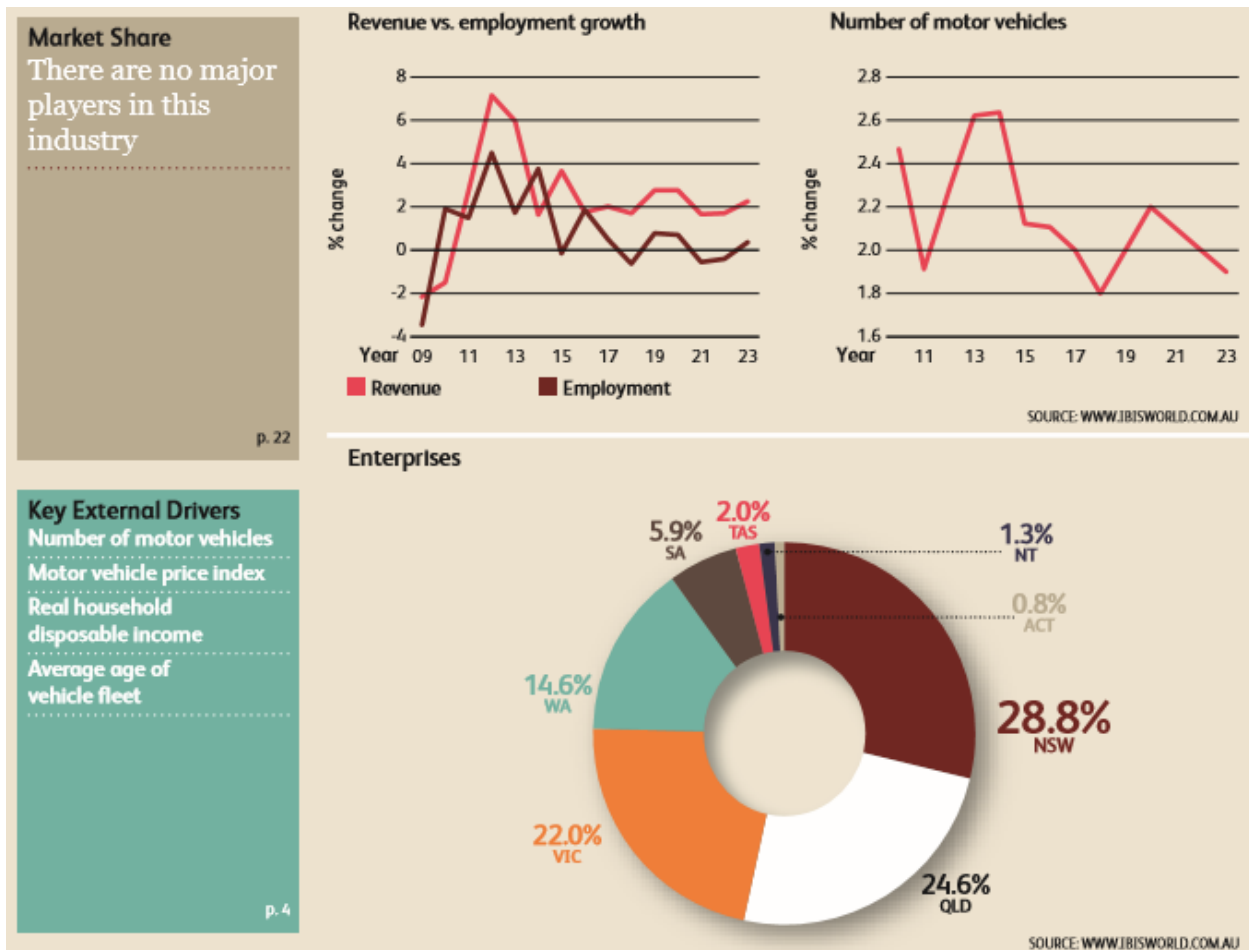 Market Share
There are no major
players in this
industry
p. 22
Key External Drivers
Number of motor vehicles
Motor vehicle price index
Real household
disposable income
Average age of
vehicle fleet
p. 4
Revenue vs. employment growth
% change
8
6
4
2
0
-2
-4
Year 09 11 13 15 17 19 21 23
Revenue Employment
Number of motor vehicles
% change
2.8
2.6
2.4
2.2
2.0
1.8
1.6
Year 11 13 15 17 19 21 23
SOURCE: WWW.IBISWORLD.COM.AU
Enterprises
2.0%
TAS
5.9%
SA
1.3%
NT
0.8%
ACT
14.6%
WA
28.8%
NSW
22.0%
VIC
24.6%
QLD
SOURCE: WWW.IBISWORLD.COM.AU